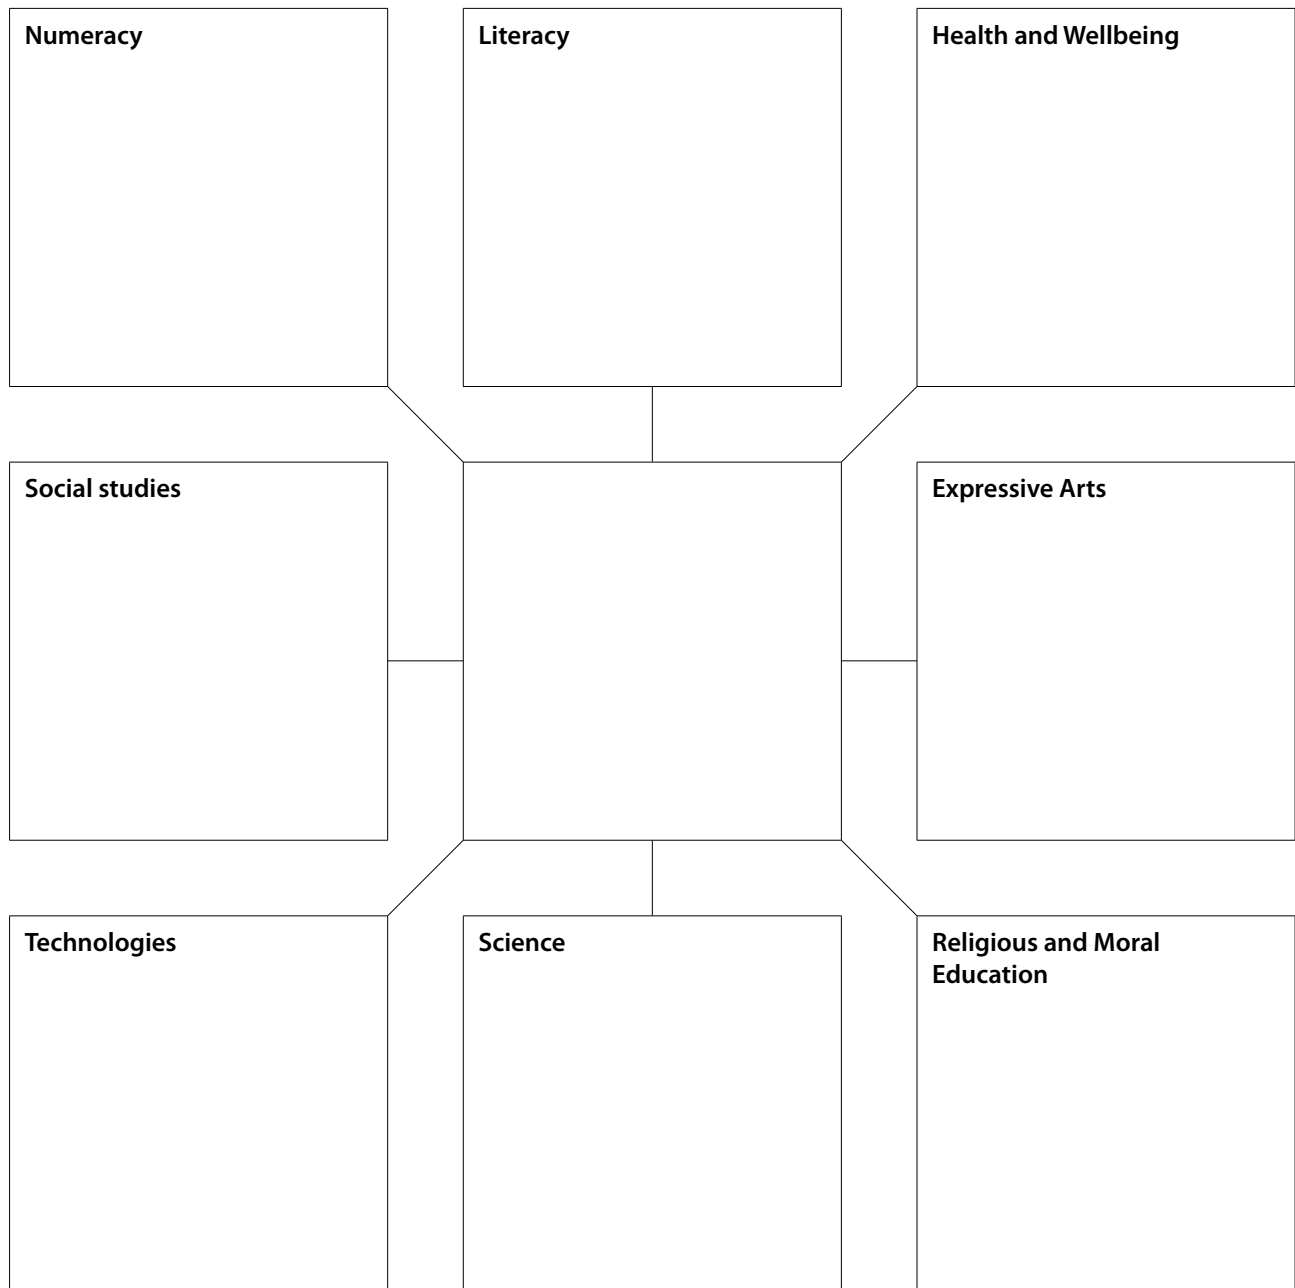 Numeracy
Literacy
Health and Wellbeing
Social studies
Expressive Arts
Technologies
Science
Religious and Moral
Education